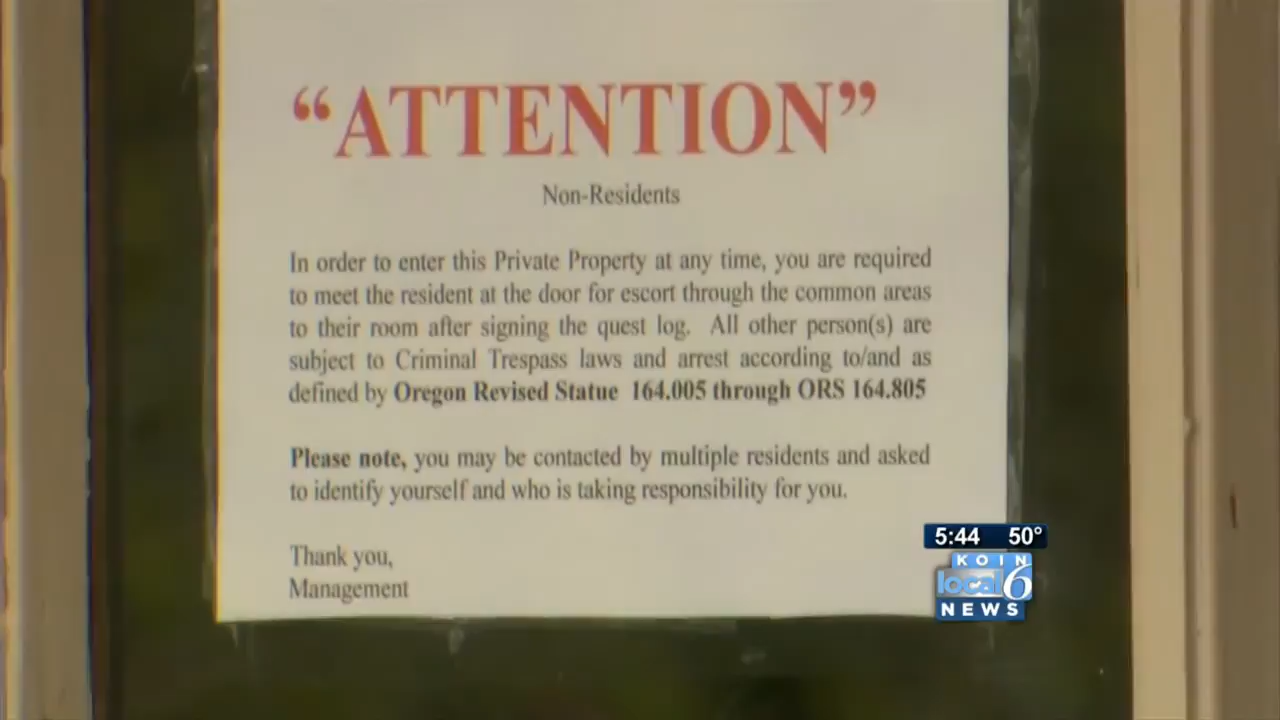 “ATTENTION”
Non-Residents
In order to enter this Private Property at any time, you are required
to meet the resident at the door for escort through the common areas
to their room after signing the quest log. All other person(s) are
subject to Criminal Trespass laws and arrest according to/and as
defined by Oregon Revised Statue 164.005 through ORS 164.805
Please note, you may be contacted by multiple residents and asked
to identify yourself and who is taking responsibility for you.
Thank you,
Management
5:44 50°
KOIN
local 6
NEWS